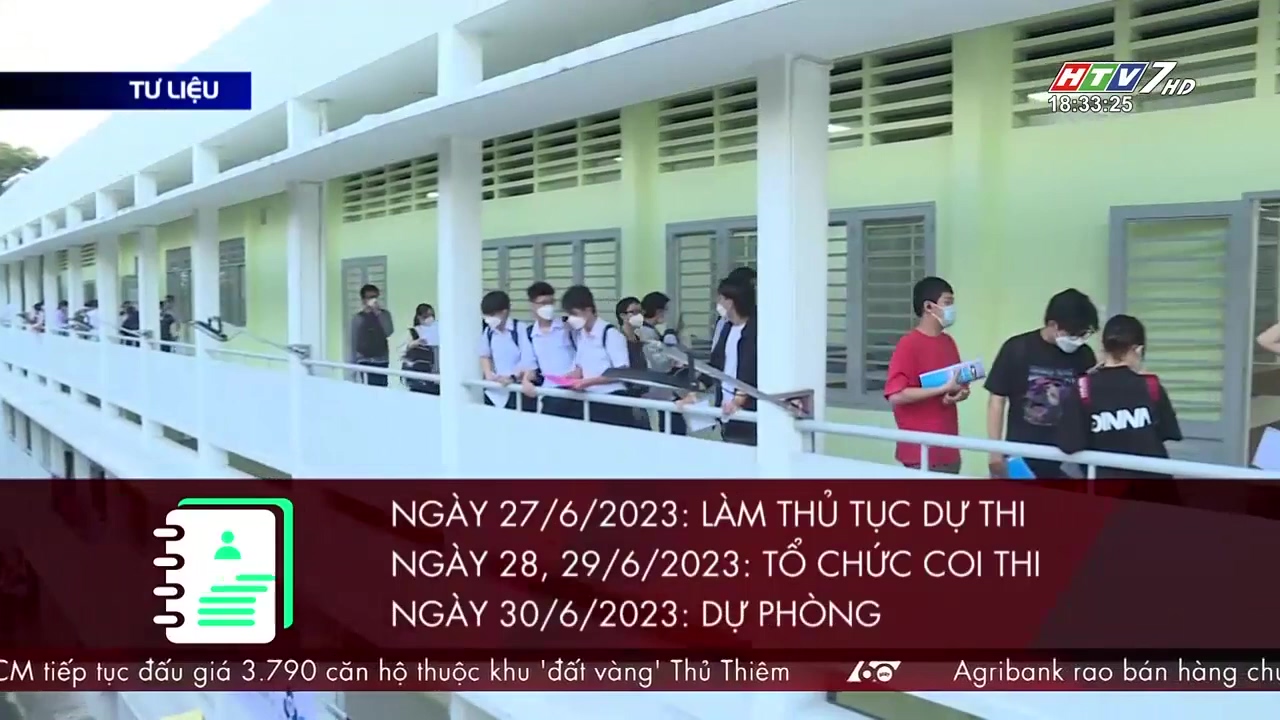 TƯ LIỆU
HTV7 HD
18:33:25
NGÀY 27/6/2023: LÀM THỦ TỤC DỰ THI
NGÀY 28, 29/6/2023: TỔ CHỨC COI THI
NGÀY 30/6/2023: DỰ PHÒNG
CM tiếp tục đấu giá 3.790 căn hộ thuộc khu 'đất vàng' Thủ Thiêm 60 giây Agribank rao bán hàng